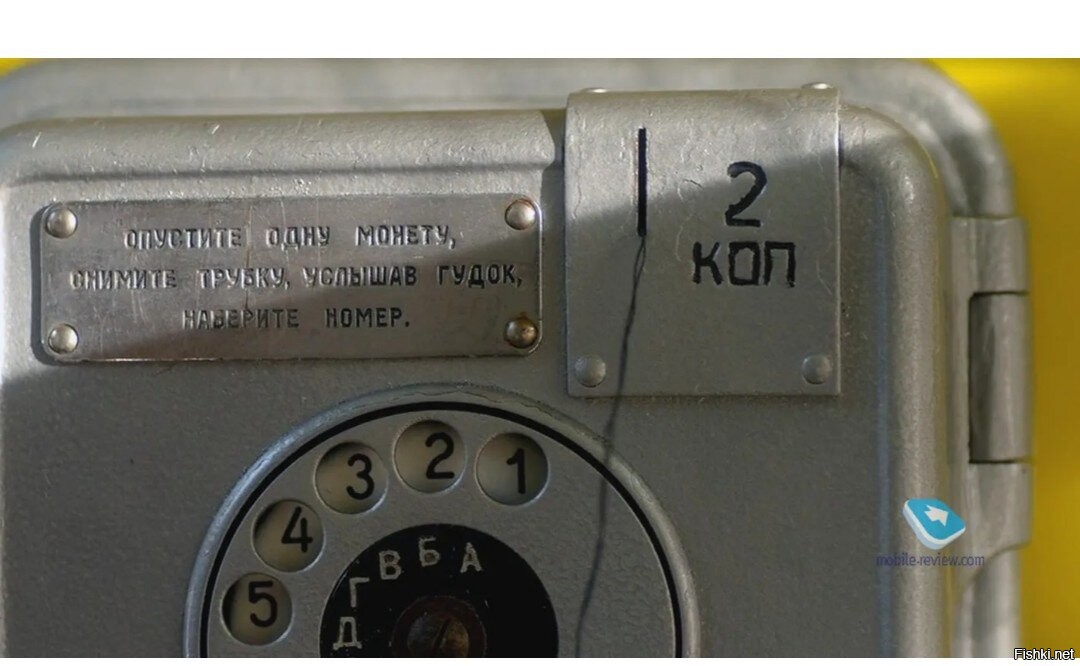 ОПУСТИТЕ ОДНУ МОНЕТУ,
СНИМИТЕ ТРУБКУ, УСЛЫШАВ ГУДОК,
НАБЕРИТЕ НОМЕР.
2
КОП
1
2
3
4
5
А
Б
В
Г
Д
mobile-review.com
Fishki.net